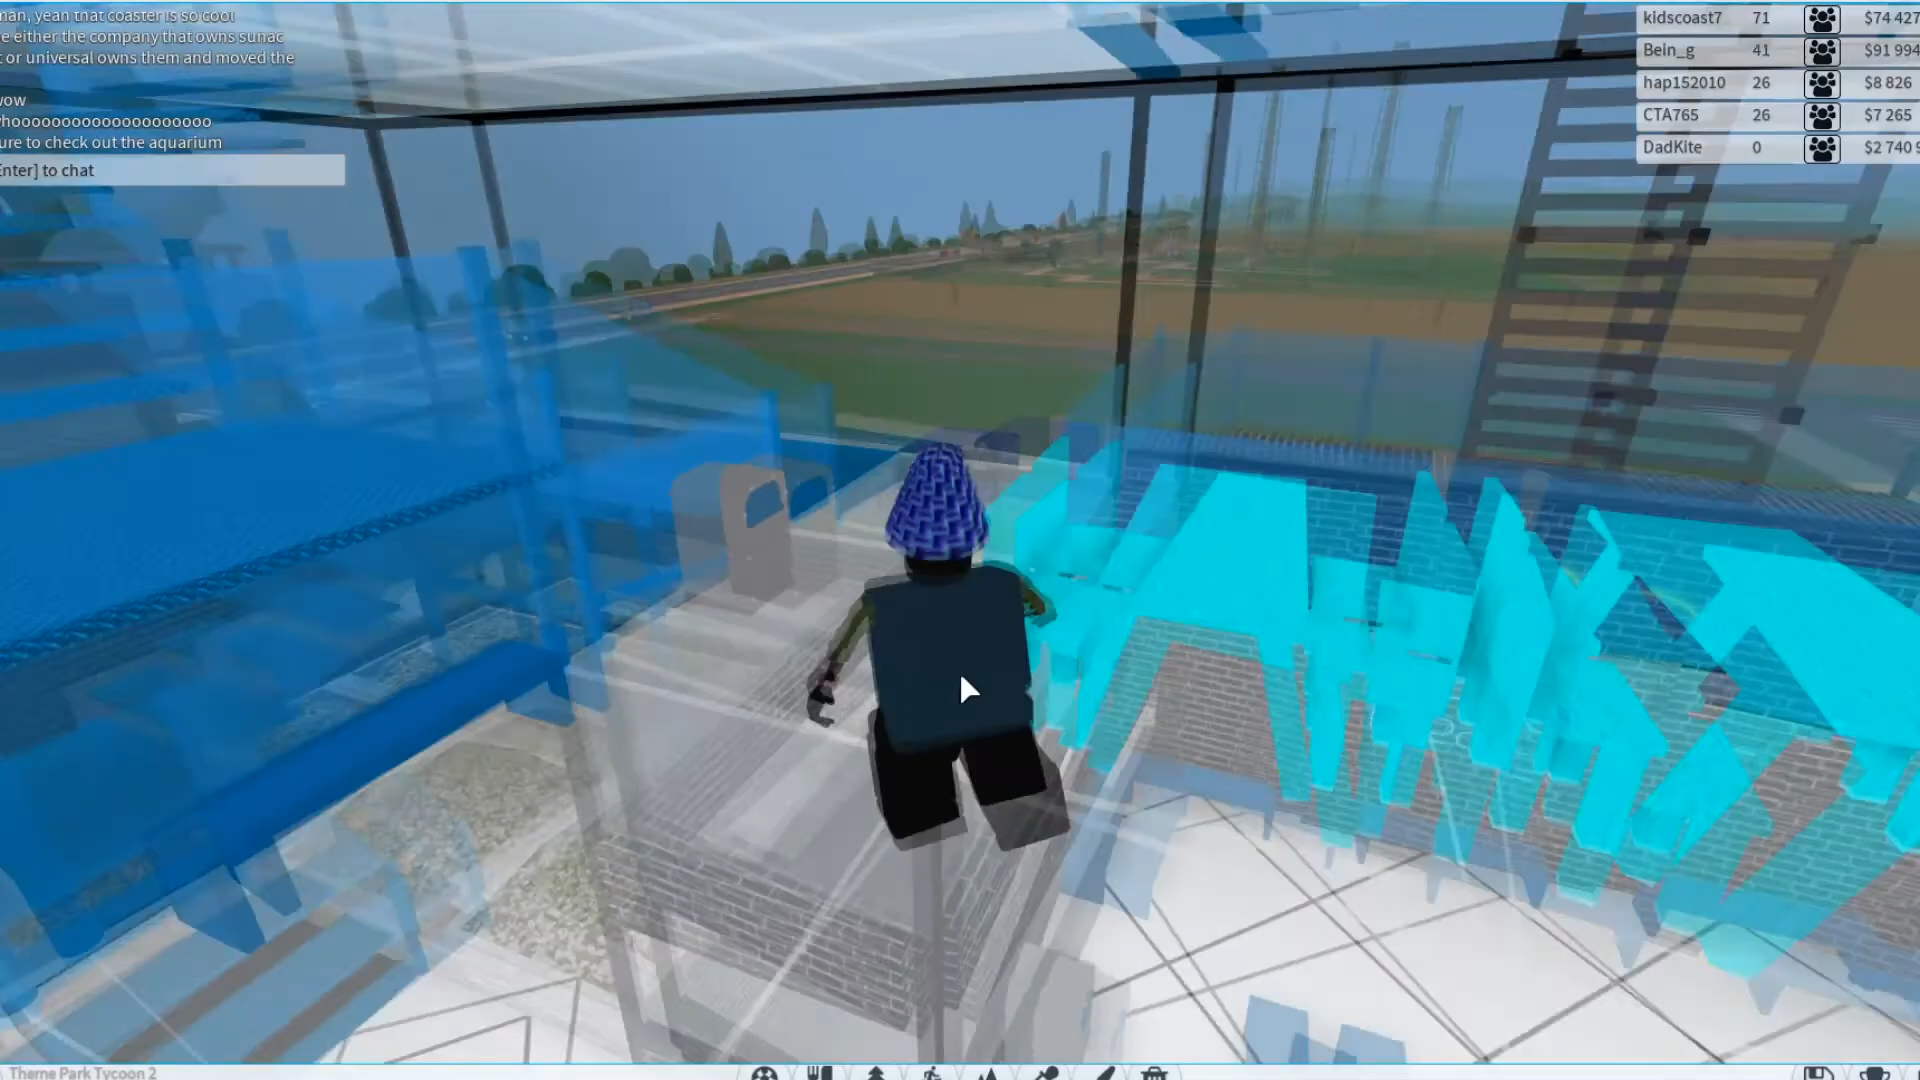 man, yeah that coaster is so cool
e either the company that owns sunac
t or universal owns them and moved the
wow
whoooooooooooooooooooo
ure to check out the aquarium
Enter] to chat
kidscoast7 71 $74 427
Bein_g 41 $91 994
hap152010 26 $8 826
CTA765 26 $7 265
DadKite 0 $2 740 9
Theme Park Tycoon 2